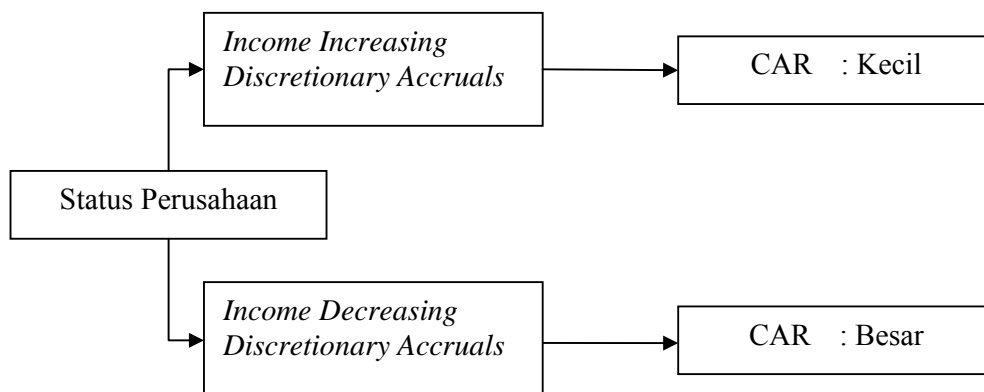 Income Increasing
Discretionary Accruals
CAR : Kecil
Status Perusahaan
Income Decreasing
Discretionary Accruals
CAR : Besar